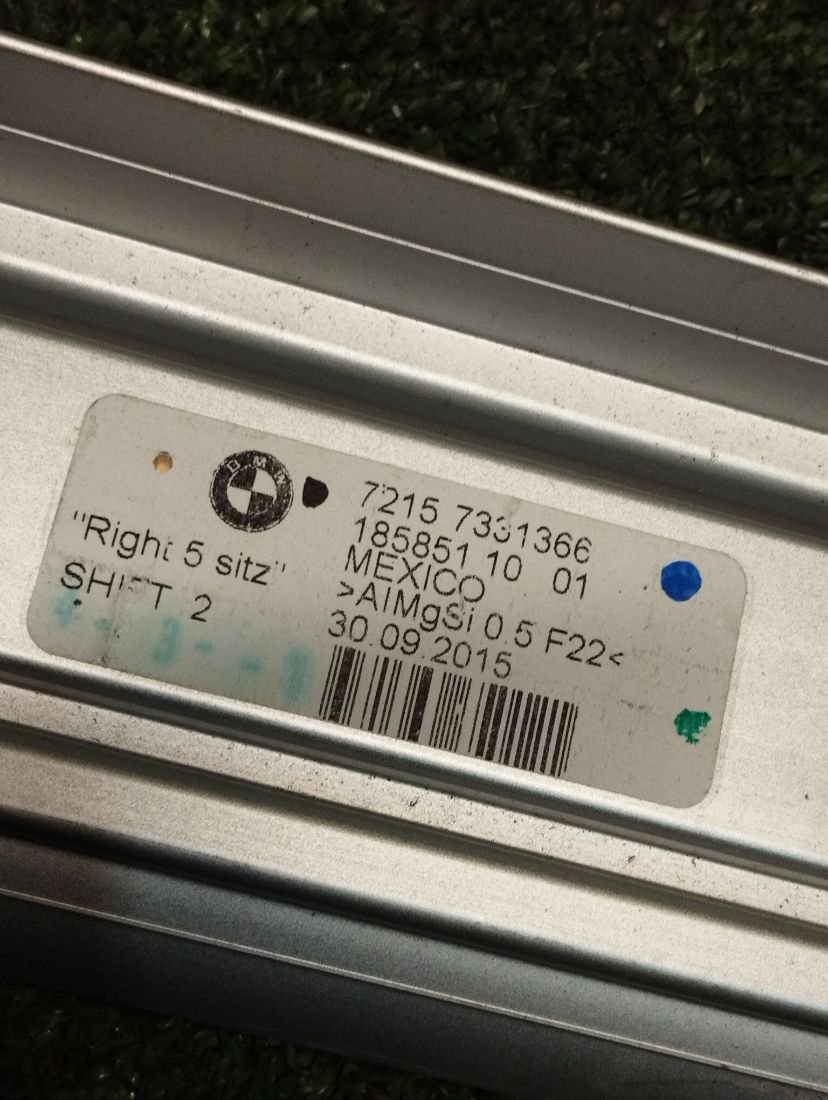 BMW
"Right 5 sitz"
SHIFT 2
7215 7331366
185851 10 01
MEXICO
>AlMgSi 0.5 F22<
30.09.2015